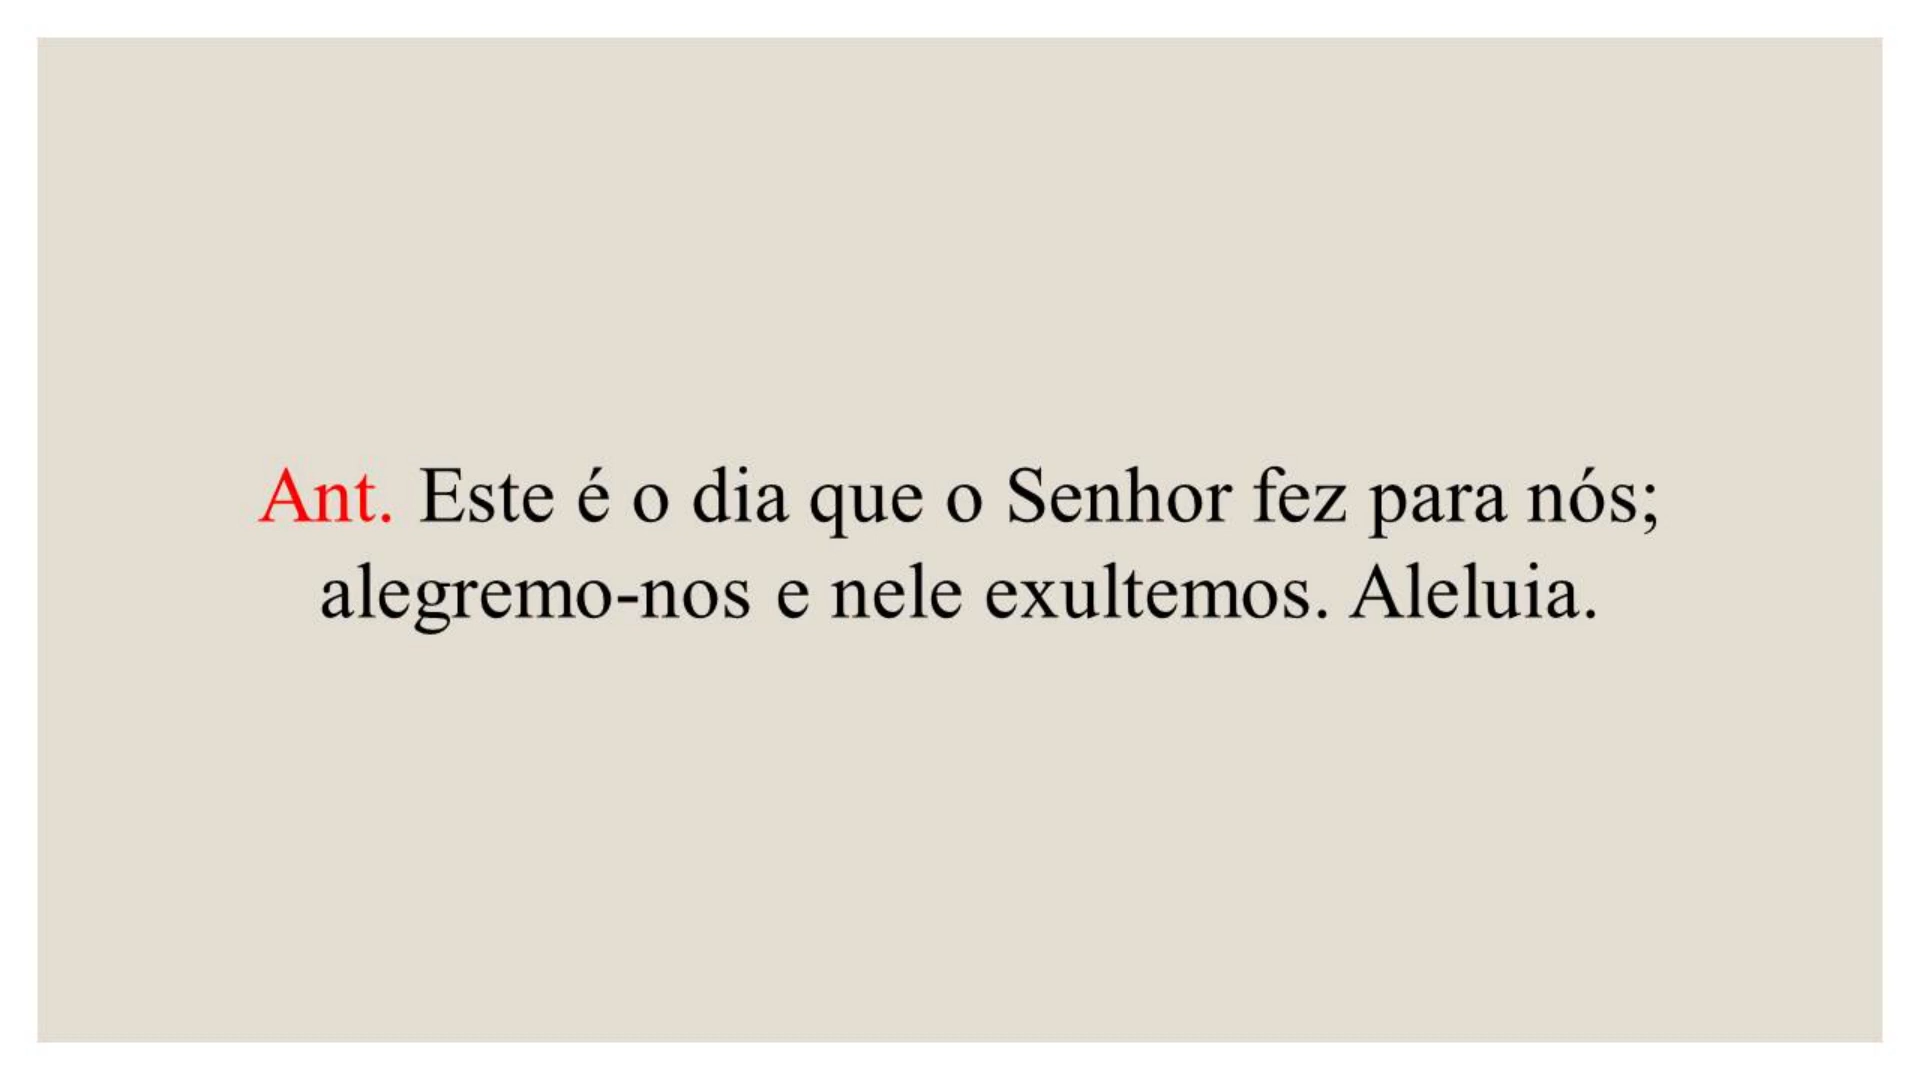 Ant. Este é o dia que o Senhor fez para nós;
alegremo-nos e nele exultemos. Aleluia.